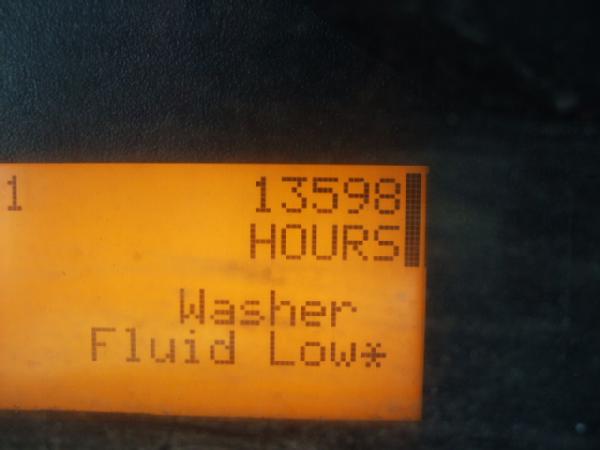 1 13598
HOURS
Washer
Fluid Low*